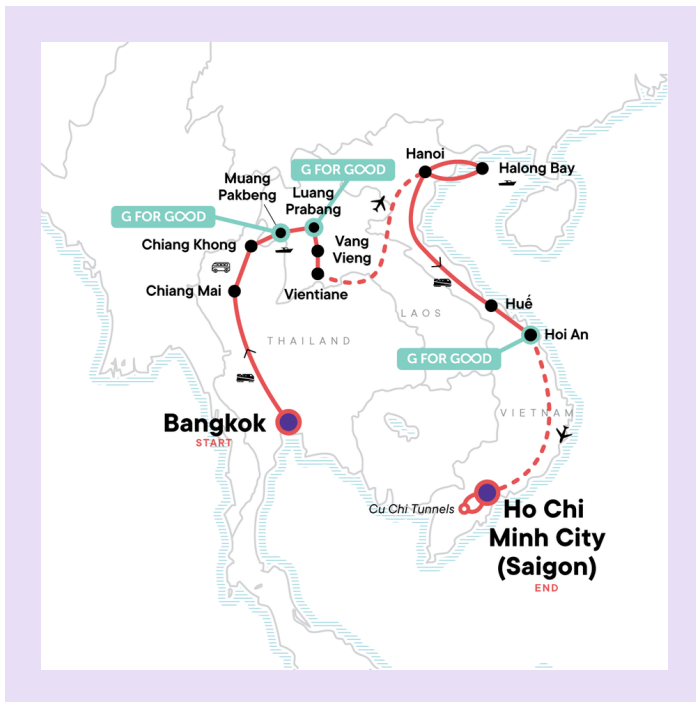 Hanoi
Halong Bay
G FOR GOOD
Muang
Pakbeng
Luang
Prabang
G FOR GOOD
Chiang Khong
Vang
Vieng
Chiang Mai
Vientiane
Huế
LAOS
THAILAND
Hoi An
G FOR GOOD
Bangkok
START
VIETNAM
Cu Chi Tunnels
Ho Chi
Minh City
(Saigon)
END